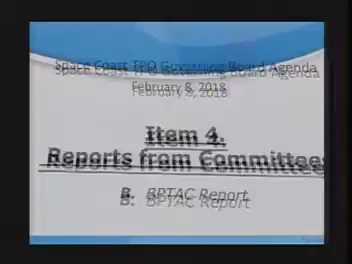 Space Coast TPO Governing Board Agenda
February 8, 2018
Item 4.
Reports from Committees
B. BPTAC Report